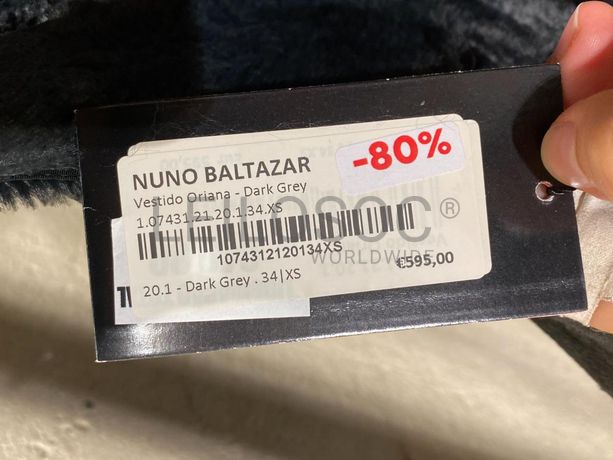 NUNO BALTAZAR
-80%
Vestido Oriana - Dark Grey
1.07431.21.20.1.34.XS
LEILOSOC®
WORLDWIDE
1074312120134XS
€595,00
20.1 - Dark Grey . 34|XS